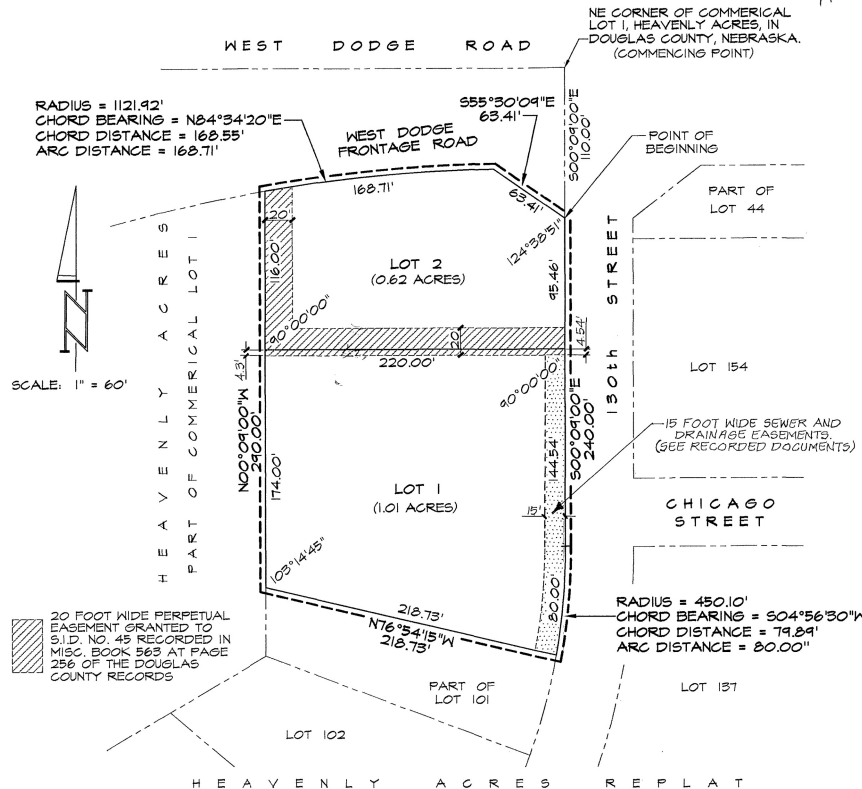 NE CORNER OF COMMERICAL
LOT 1, HEAVENLY ACRES, IN
DOUGLAS COUNTY, NEBRASKA.
(COMMENCING POINT)
WEST DODGE ROAD
RADIUS = 1121.92'
CHORD BEARING = N84°34'20"E
CHORD DISTANCE = 168.55'
ARC DISTANCE = 168.71'
S55°30'09"E
63.41'
WEST DODGE
FRONTAGE ROAD
S00°09'00"E
110.00'
POINT OF
BEGINNING
PART OF
LOT 44
168.71'
63.41'
124°38'51"
20'
116.00'
LOT 2
(0.62 ACRES)
95.46'
130th STREET
HEAVENLY ACRES
PART OF COMMERICAL LOT 1
N
SCALE: 1" = 60'
90°00'00"
20'
4.54'
4.3'
220.00'
90°00'00"
LOT 154
N00°09'00"W
290.00'
174.00'
S00°09'00"E
240.00'
144.54'
15 FOOT WIDE SEWER AND
DRAINAGE EASEMENTS.
(SEE RECORDED DOCUMENTS)
LOT 1
(1.01 ACRES)
15'
CHICAGO
STREET
103°14'45"
80.00'
218.73'
N76°54'15"W
218.73'
RADIUS = 450.10'
CHORD BEARING = S04°56'30"W
CHORD DISTANCE = 79.89'
ARC DISTANCE = 80.00"
20 FOOT WIDE PERPETUAL
EASEMENT GRANTED TO
S.I.D. NO. 45 RECORDED IN
MISC. BOOK 563 AT PAGE
256 OF THE DOUGLAS
COUNTY RECORDS
PART OF
LOT 101
LOT 137
LOT 102
HEAVENLY ACRES REPLAT